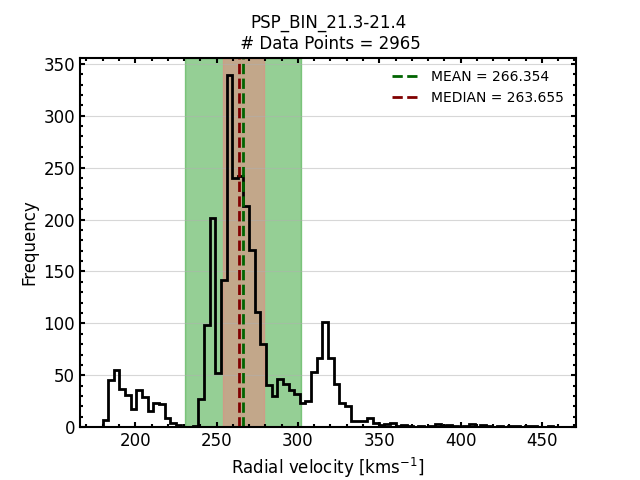 PSP_BIN_21.3-21.4
# Data Points = 2965
MEAN = 266.354
MEDIAN = 263.655
Frequency
350
300
250
200
150
100
50
0
200 250 300 350 400 450
Radial velocity [kms⁻¹]